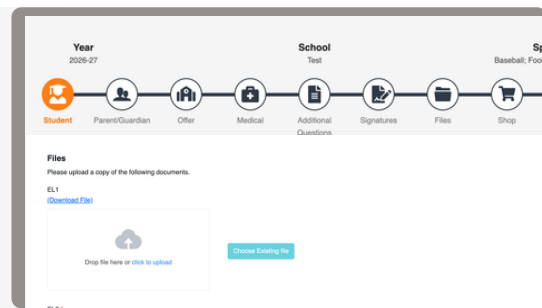 Year
2026-27
School
Test
Sp
Baseball; Foo
Student
Parent/Guardian
Offer
Medical
Additional
Questions
Signatures
Files
Shop
Files
Please upload a copy of the following documents.
EL1
(Download File)
Drop file here or click to upload
Choose Existing file